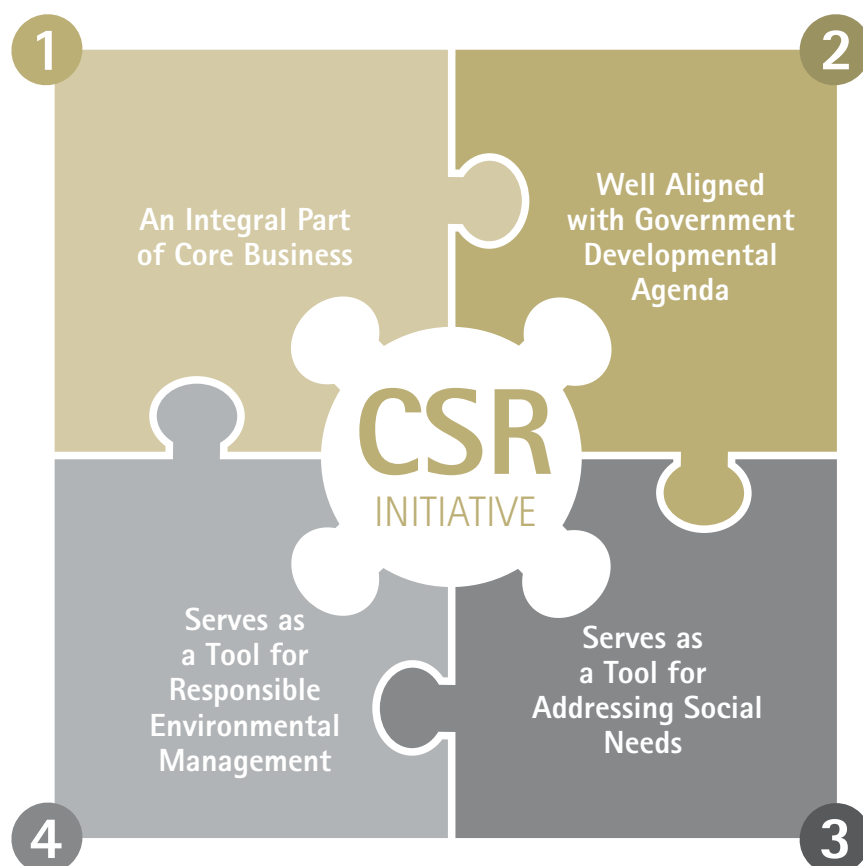 1
An Integral Part
of Core Business
2
Well Aligned
with Government
Developmental
Agenda
CSR
INITIATIVE
3
Serves as
a Tool for
Addressing Social
Needs
4
Serves as
a Tool for
Responsible
Environmental
Management